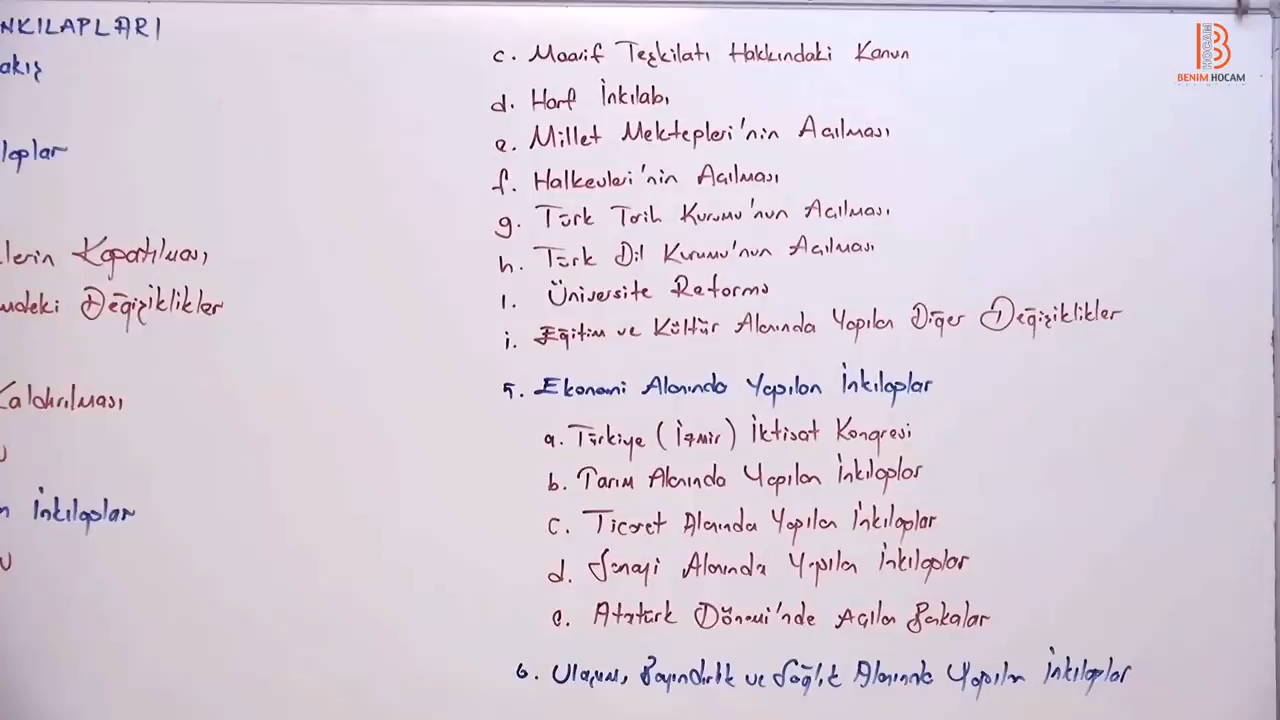 NKILAPLARI
akış
laplar
lerin Kapatılması
mdeki Değişiklikler
Kaldırılması
U
n İnkılaplar
U
c. Maarif Teşkilatı Hakkındaki Kanun
d. Harf İnkılabı
e. Millet Mektepleri'nin Açılması
f. Halkevleri'nin Açılması
g. Türk Tarih Kurumu'nun Açılması
h. Türk Dil Kurumu'nun Açılması
ı. Üniversite Reformu
i. Eğitim ve Kültür Alanında Yapılan Diğer Değişiklikler
5. Ekonomi Alanında Yapılan İnkılaplar
a. Türkiye (İzmir) İktisat Kongresi
b. Tarım Alanında Yapılan İnkılaplar
c. Ticaret Alanında Yapılan İnkılaplar
d. Sanayi Alanında Yapılan İnkılaplar
e. Atatürk Dönemi'nde Açılan Bankalar
6. Ulaşım, Bayındırlık ve Sağlık Alanında Yapılan İnkılaplar
B HOCAM
BENİM HOCAM